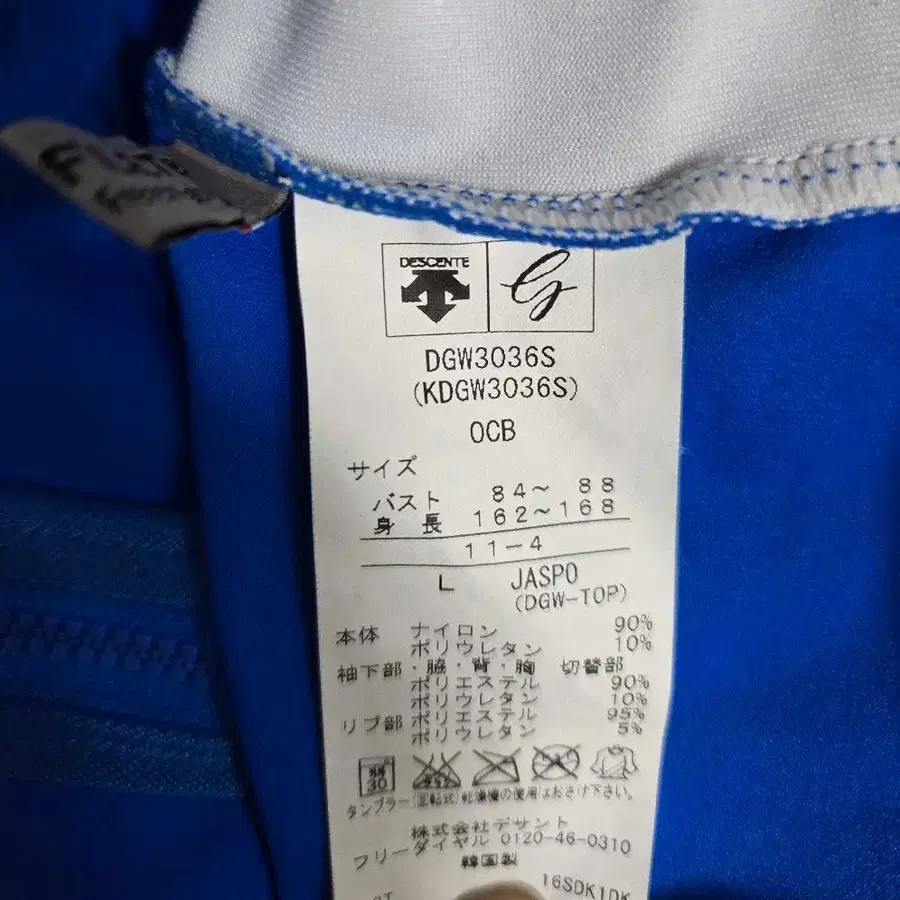 DESCENTE
DGW3036S
(KDGW3036S)
OCB
サイズ
バスト 84〜 88
身長 162〜168
11-4
L JASPO
(DGW-TOP)
本体 ナイロン 90%
ポリウレタン 10%
袖下部・脇・背・胸 切替部
ポリエステル 90%
ポリウレタン 10%
リブ部 ポリエステル 95%
ポリウレタン 5%
30
タンブラー(回転式)乾燥機の使用はおさけ下さい。
株式会社デサント
フリーダイヤル 0120-46-0310
韓国製
16SDK1DK